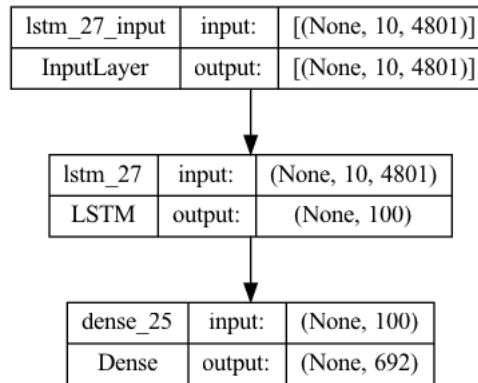 lstm_27_input input: [(None, 10, 4801)]
InputLayer output: [(None, 10, 4801)]
lstm_27 input: (None, 10, 4801)
LSTM output: (None, 100)
dense_25 input: (None, 100)
Dense output: (None, 692)